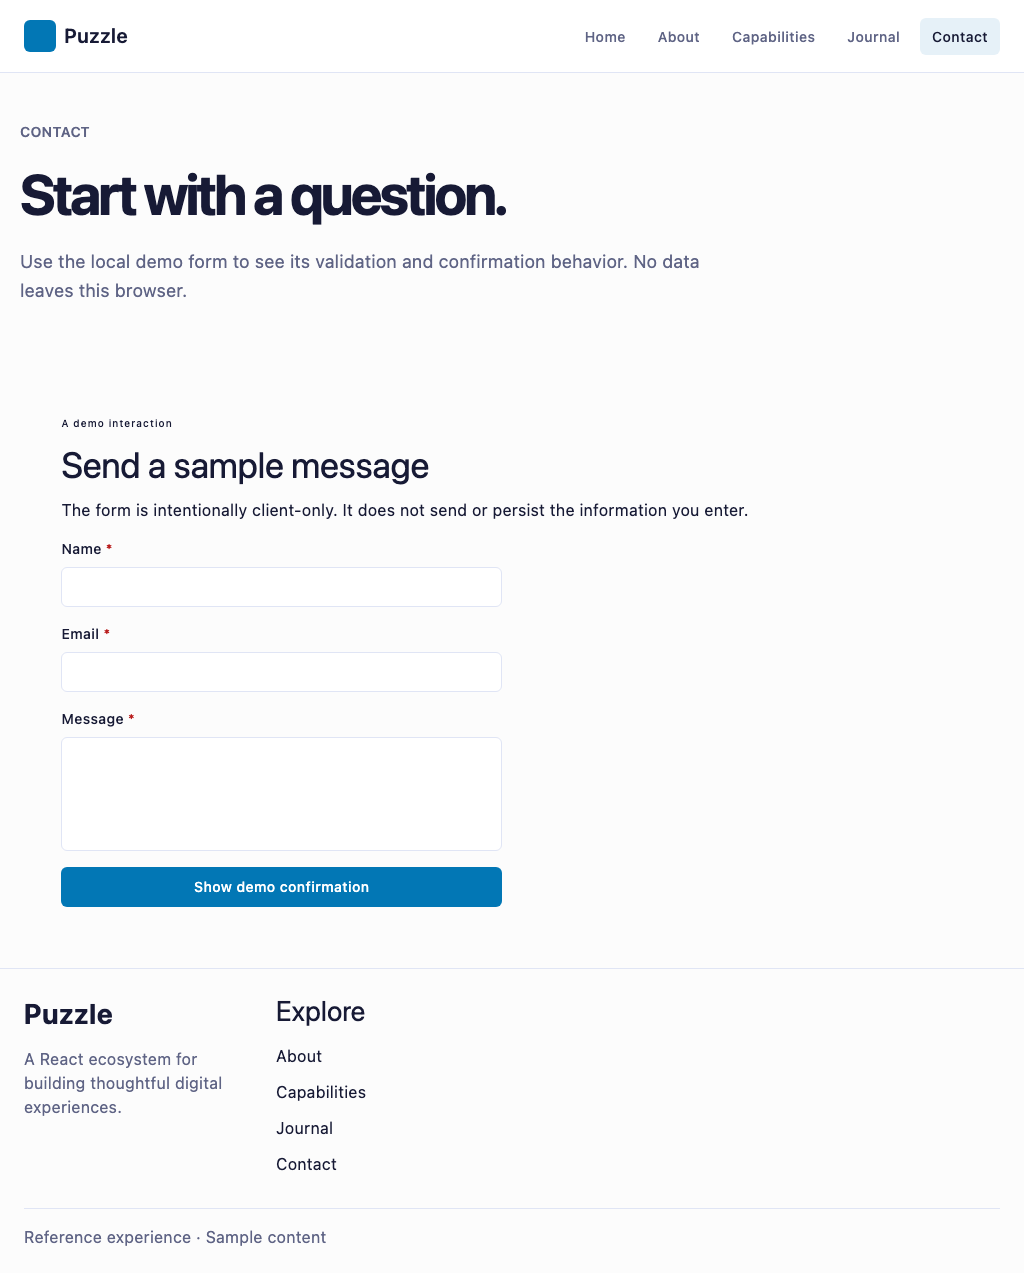 Puzzle
Home
About
Capabilities
Journal
Contact
CONTACT
Start with a question.
Use the local demo form to see its validation and confirmation behavior. No data
leaves this browser.
A demo interaction
Send a sample message
The form is intentionally client-only. It does not send or persist the information you enter.
Name *
Email *
Message *
Show demo confirmation
Puzzle
A React ecosystem for
building thoughtful digital
experiences.
Explore
About
Capabilities
Journal
Contact
Reference experience · Sample content